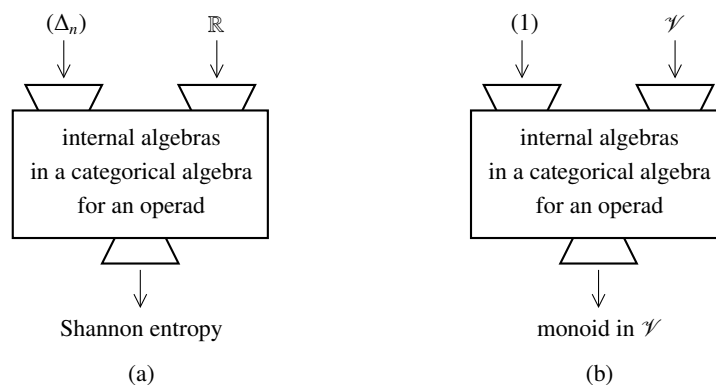 (Δₙ) ℝ
internal algebras
in a categorical algebra
for an operad
Shannon entropy
(a)
(1) 𝒱
internal algebras
in a categorical algebra
for an operad
monoid in 𝒱
(b)